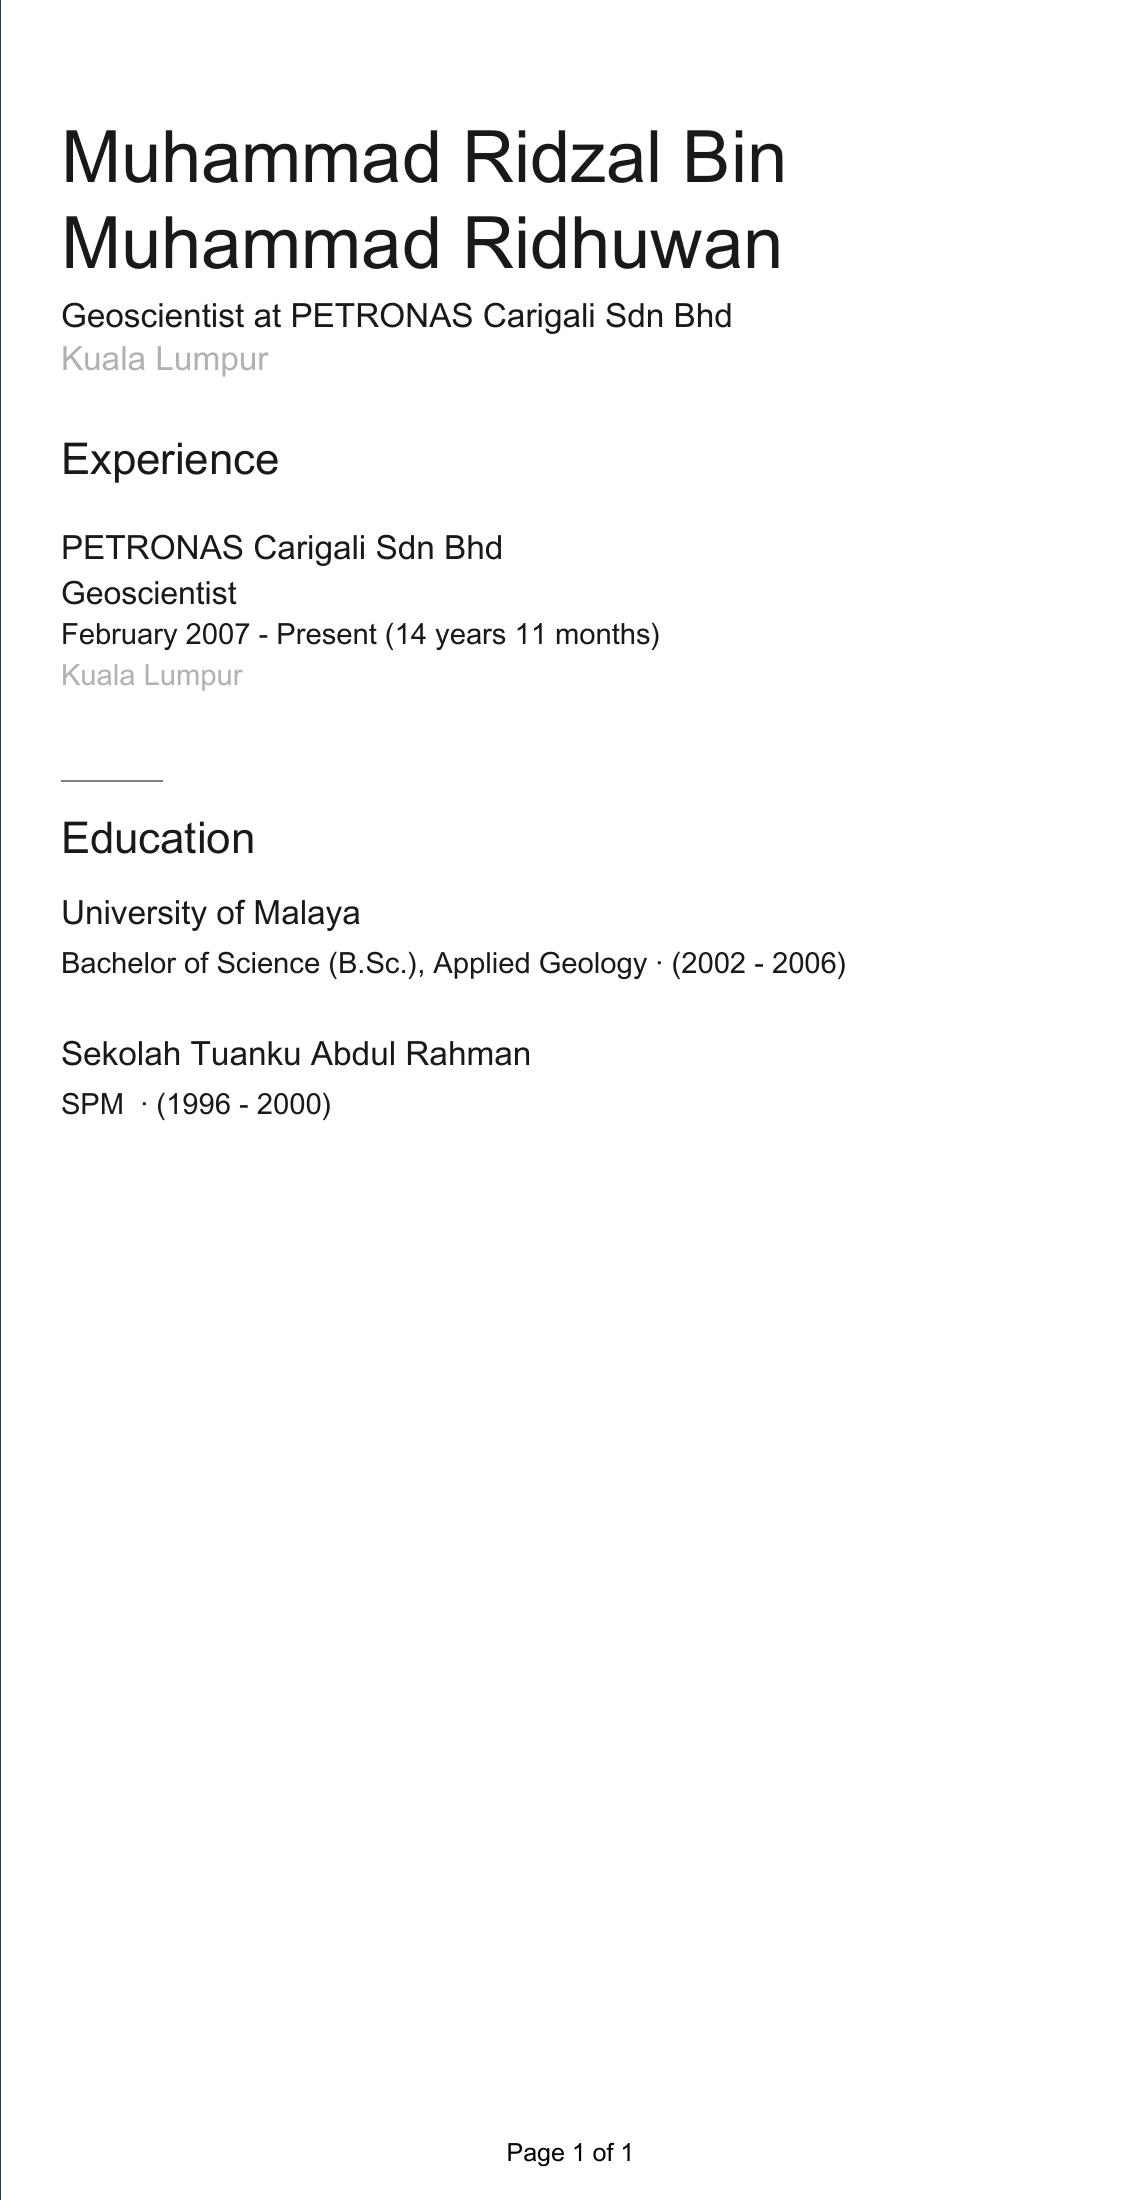 Muhammad Ridzal Bin
Muhammad Ridhuwan
Geoscientist at PETRONAS Carigali Sdn Bhd
Kuala Lumpur
Experience
PETRONAS Carigali Sdn Bhd
Geoscientist
February 2007 - Present (14 years 11 months)
Kuala Lumpur
Education
University of Malaya
Bachelor of Science (B.Sc.), Applied Geology · (2002 - 2006)
Sekolah Tuanku Abdul Rahman
SPM  · (1996 - 2000)
Page 1 of 1